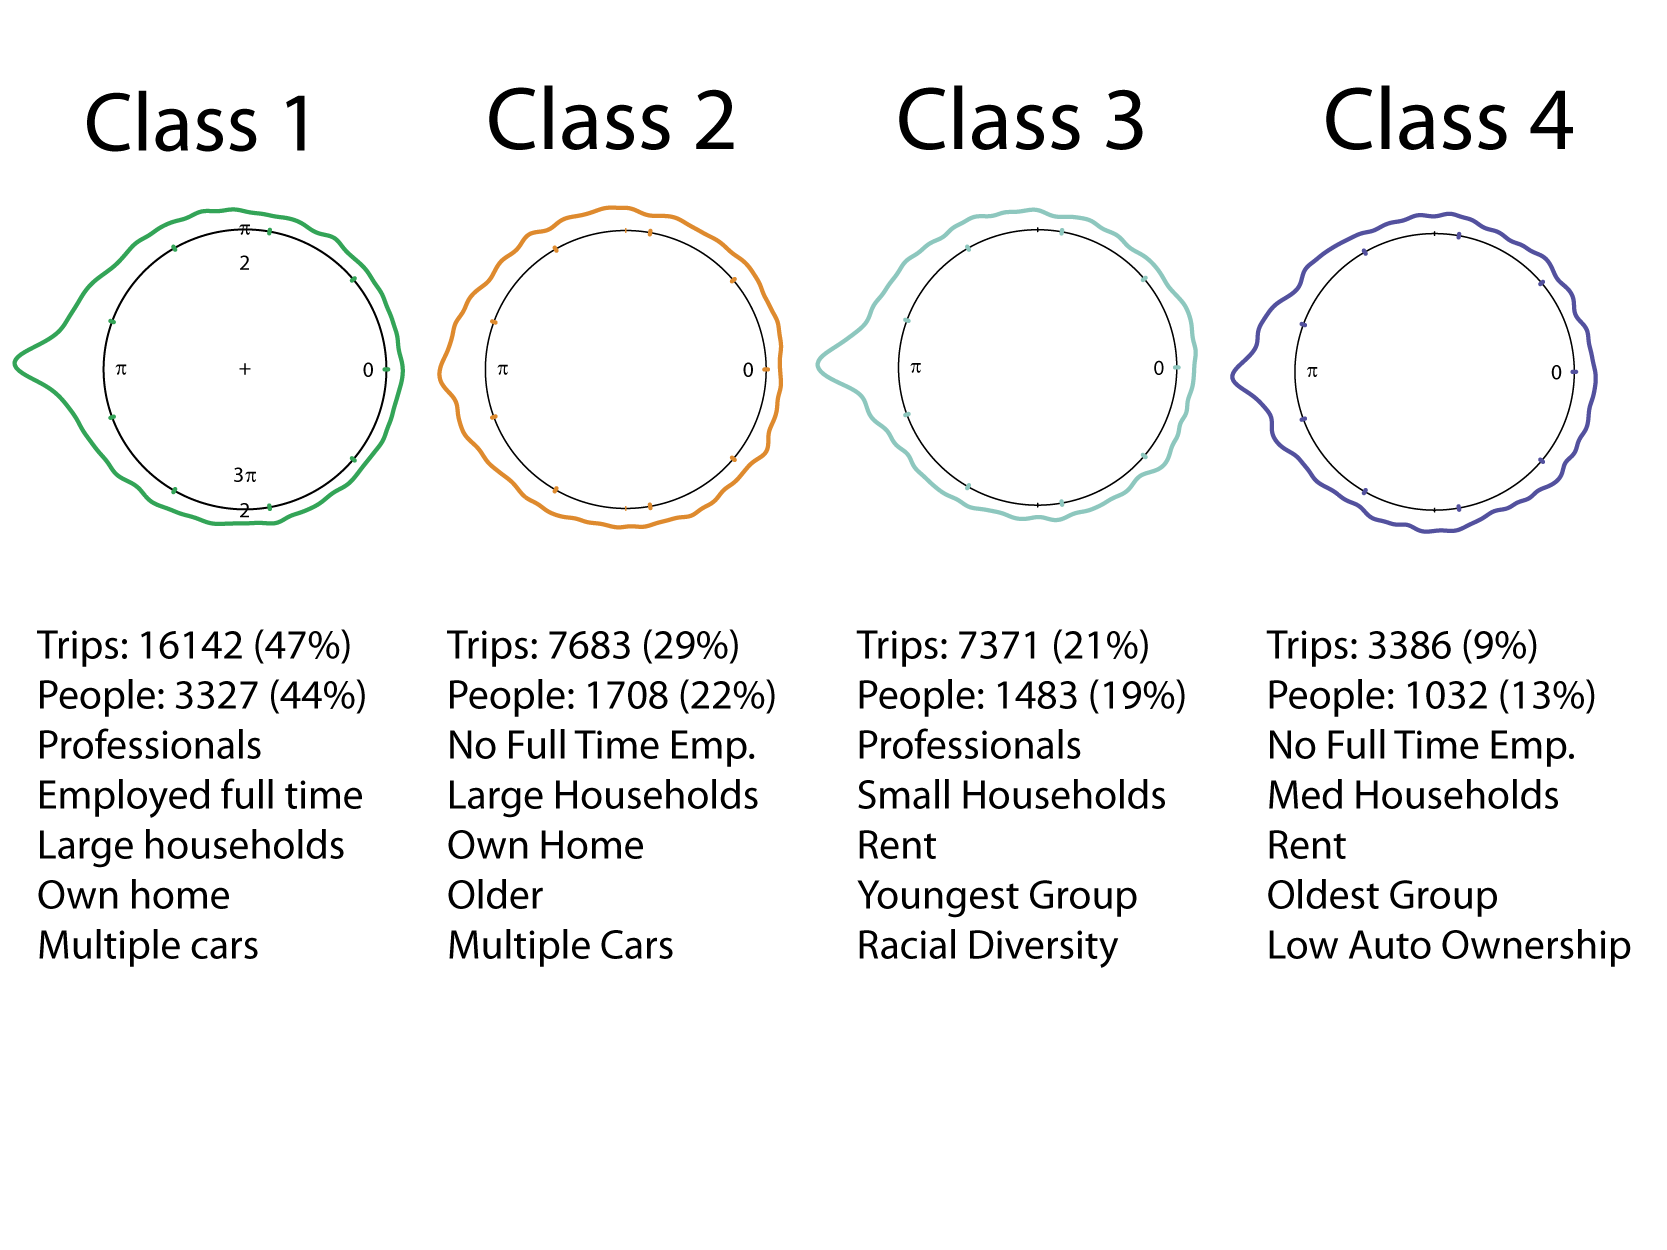 Class 1
Class 2
Class 3
Class 4
π
2
π
+
0
3π
2
π
0
π
0
π
0
Trips: 16142 (47%)
People: 3327 (44%)
Professionals
Employed full time
Large households
Own home
Multiple cars
Trips: 7683 (29%)
People: 1708 (22%)
No Full Time Emp.
Large Households
Own Home
Older
Multiple Cars
Trips: 7371 (21%)
People: 1483 (19%)
Professionals
Small Households
Rent
Youngest Group
Racial Diversity
Trips: 3386 (9%)
People: 1032 (13%)
No Full Time Emp.
Med Households
Rent
Oldest Group
Low Auto Ownership